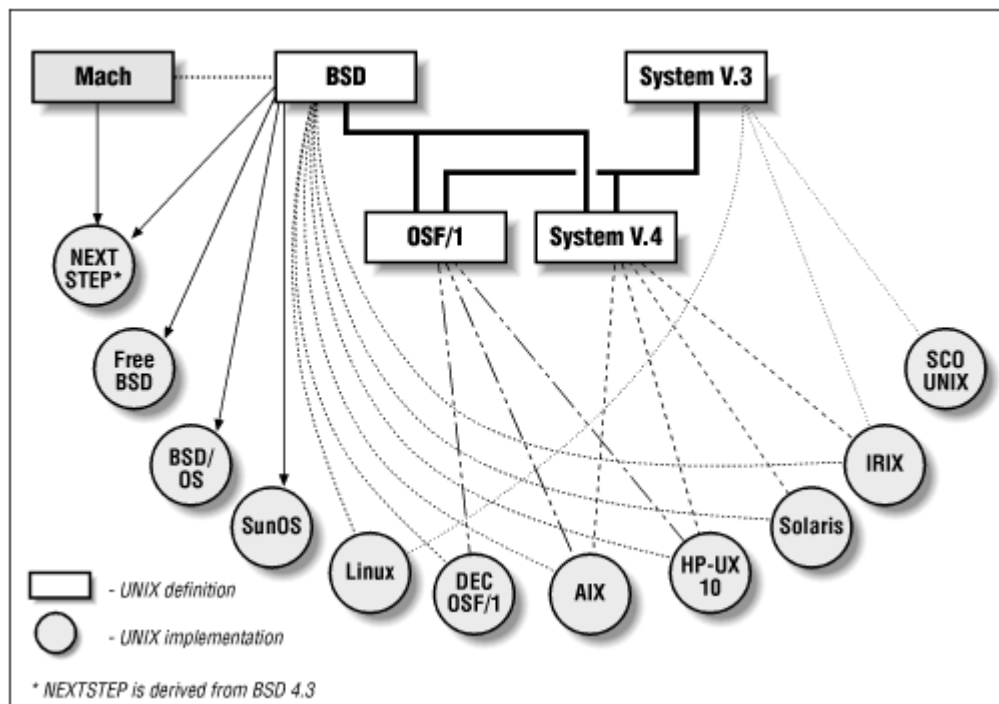 Mach
BSD
System V.3
OSF/1
System V.4
NEXT
STEP*
Free
BSD
BSD/
OS
SunOS
Linux
DEC
OSF/1
AIX
HP-UX
10
Solaris
IRIX
SCO
UNIX
- UNIX definition
- UNIX implementation
* NEXTSTEP is derived from BSD 4.3